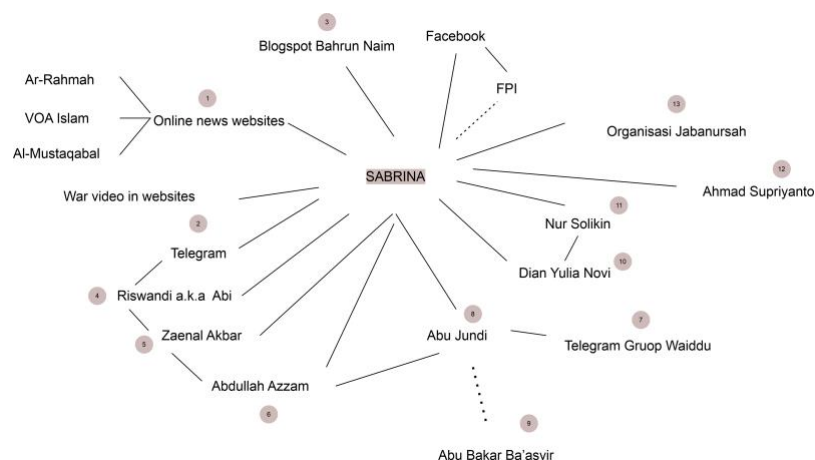 3
Facebook
Blogspot Bahrun Naim
Ar-Rahmah
FPI
1
13
VOA Islam
Online news websites
Organisasi Jabanursah
Al-Mustaqabal
12
SABRINA
Ahmad Supriyanto
War video in websites
11
2
Nur Solikin
Telegram
10
Dian Yulia Novi
4
Riswandi a.k.a Abi
8
7
5
Zaenal Akbar
Abu Jundi
Telegram Gruop Waiddu
Abdullah Azzam
6
9
Abu Bakar Ba'asvir